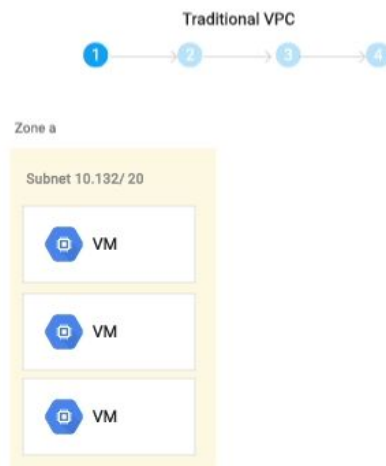 Traditional VPC
1 2 3 4
Zone a
Subnet 10.132/ 20
VM
VM
VM